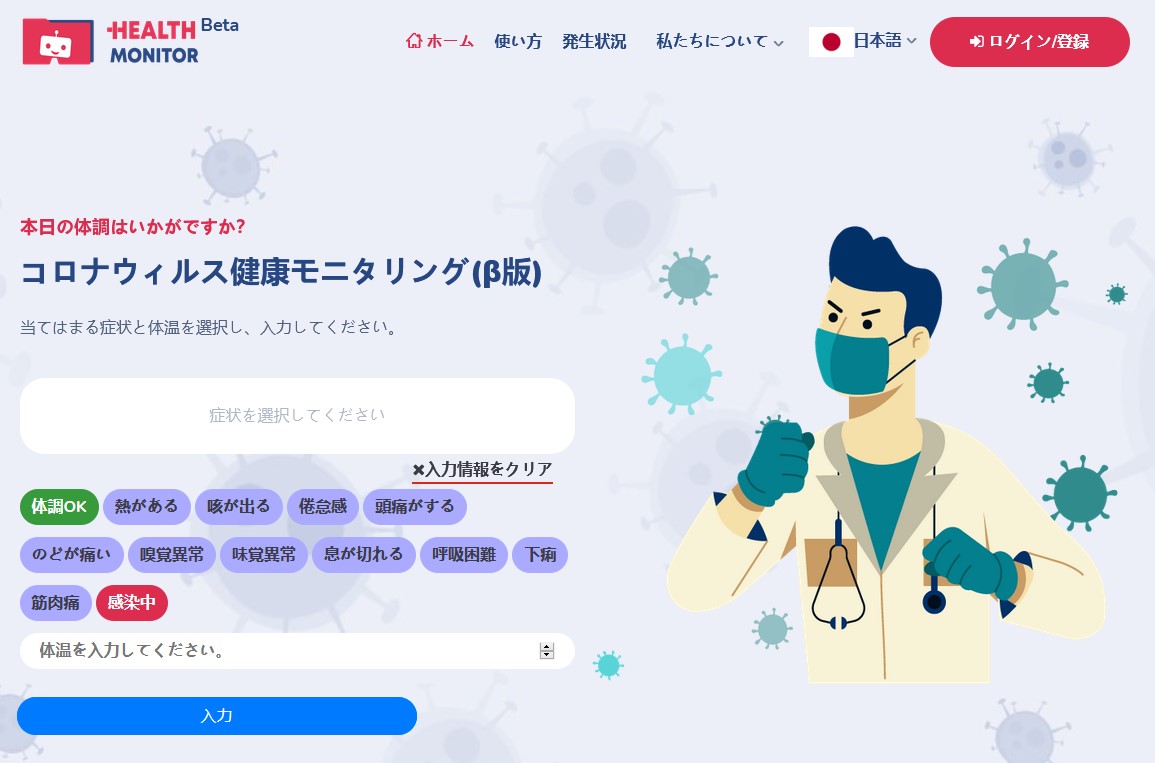 HEALTH Beta
MONITOR
ホーム 使い方 発生状況 私たちについて 日本語 ログイン/登録
本日の体調はいかがですか?
コロナウィルス健康モニタリング(β版)
当てはまる症状と体温を選択し、入力してください。
症状を選択してください
✖入力情報をクリア
体調OK 熱がある 咳が出る 倦怠感 頭痛がする
のどが痛い 嗅覚異常 味覚異常 息が切れる 呼吸困難 下痢
筋肉痛 感染中
体温を入力してください。
入力